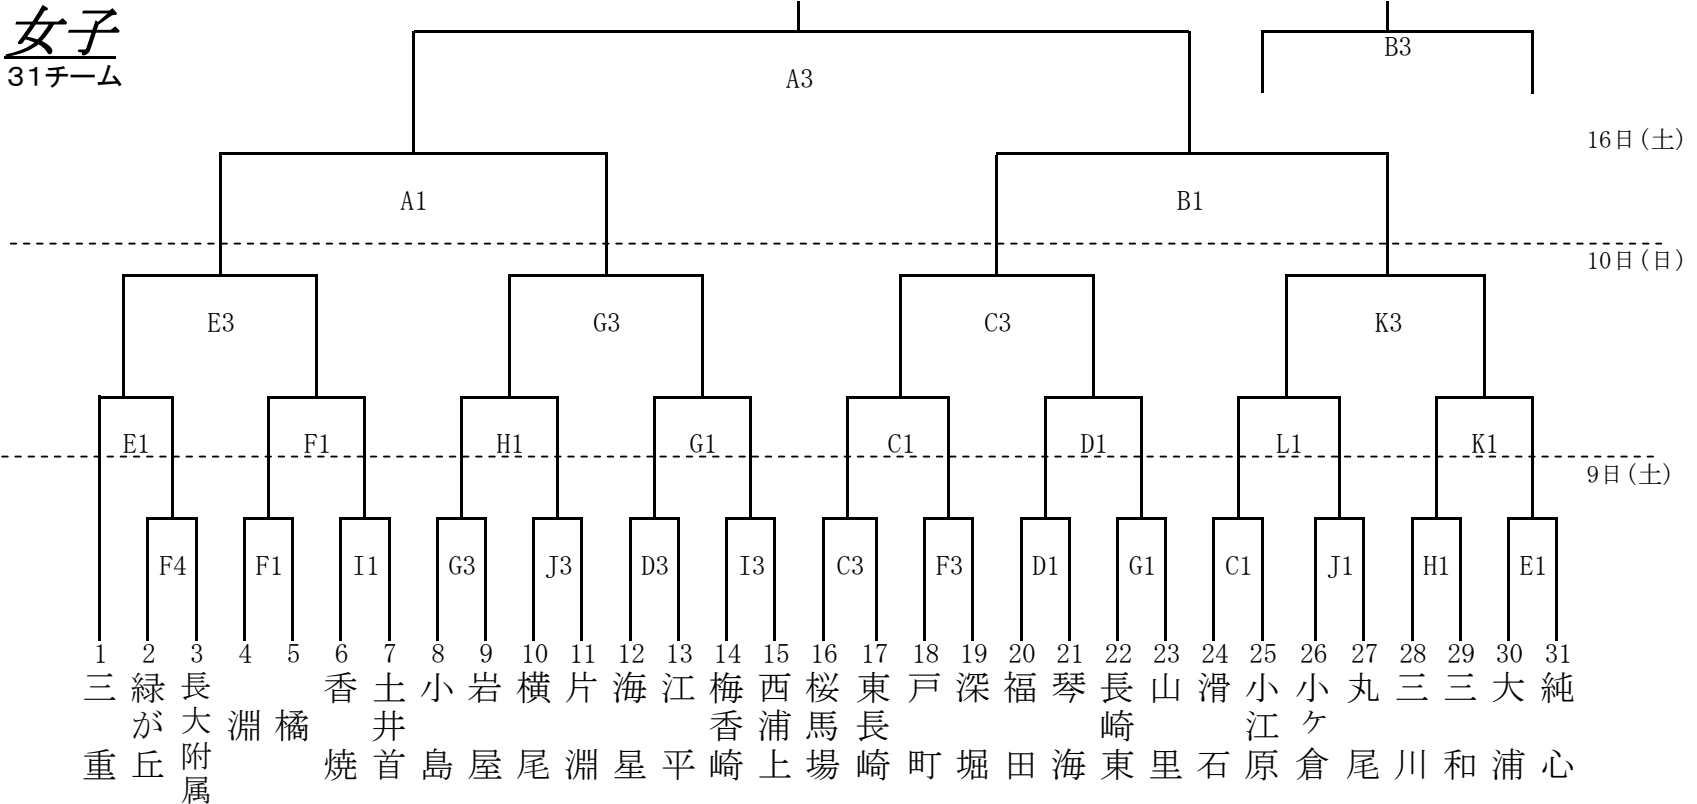 女子
31チーム
B3
A3
16日(土)
A1
B1
10日(日)
E3
G3
C3
K3
E1
F1
H1
G1
C1
D1
L1
K1
9日(土)
F4
F1
I1
G3
J3
D3
I3
C3
F3
D1
G1
C1
J1
H1
E1
1
2
3
4
5
6
7
8
9
10
11
12
13
14
15
16
17
18
19
20
21
22
23
24
25
26
27
28
29
30
31
三重
緑が丘
長大附属
淵
橘
香焼
土井首
小島
岩屋
横尾
片淵
海星
江平
梅香崎
西浦上
桜馬場
東長崎
戸町
深堀
福田
琴海
長崎東
山里
滑石
小江原
小ケ倉
丸尾
三川
三和
大浦
純心